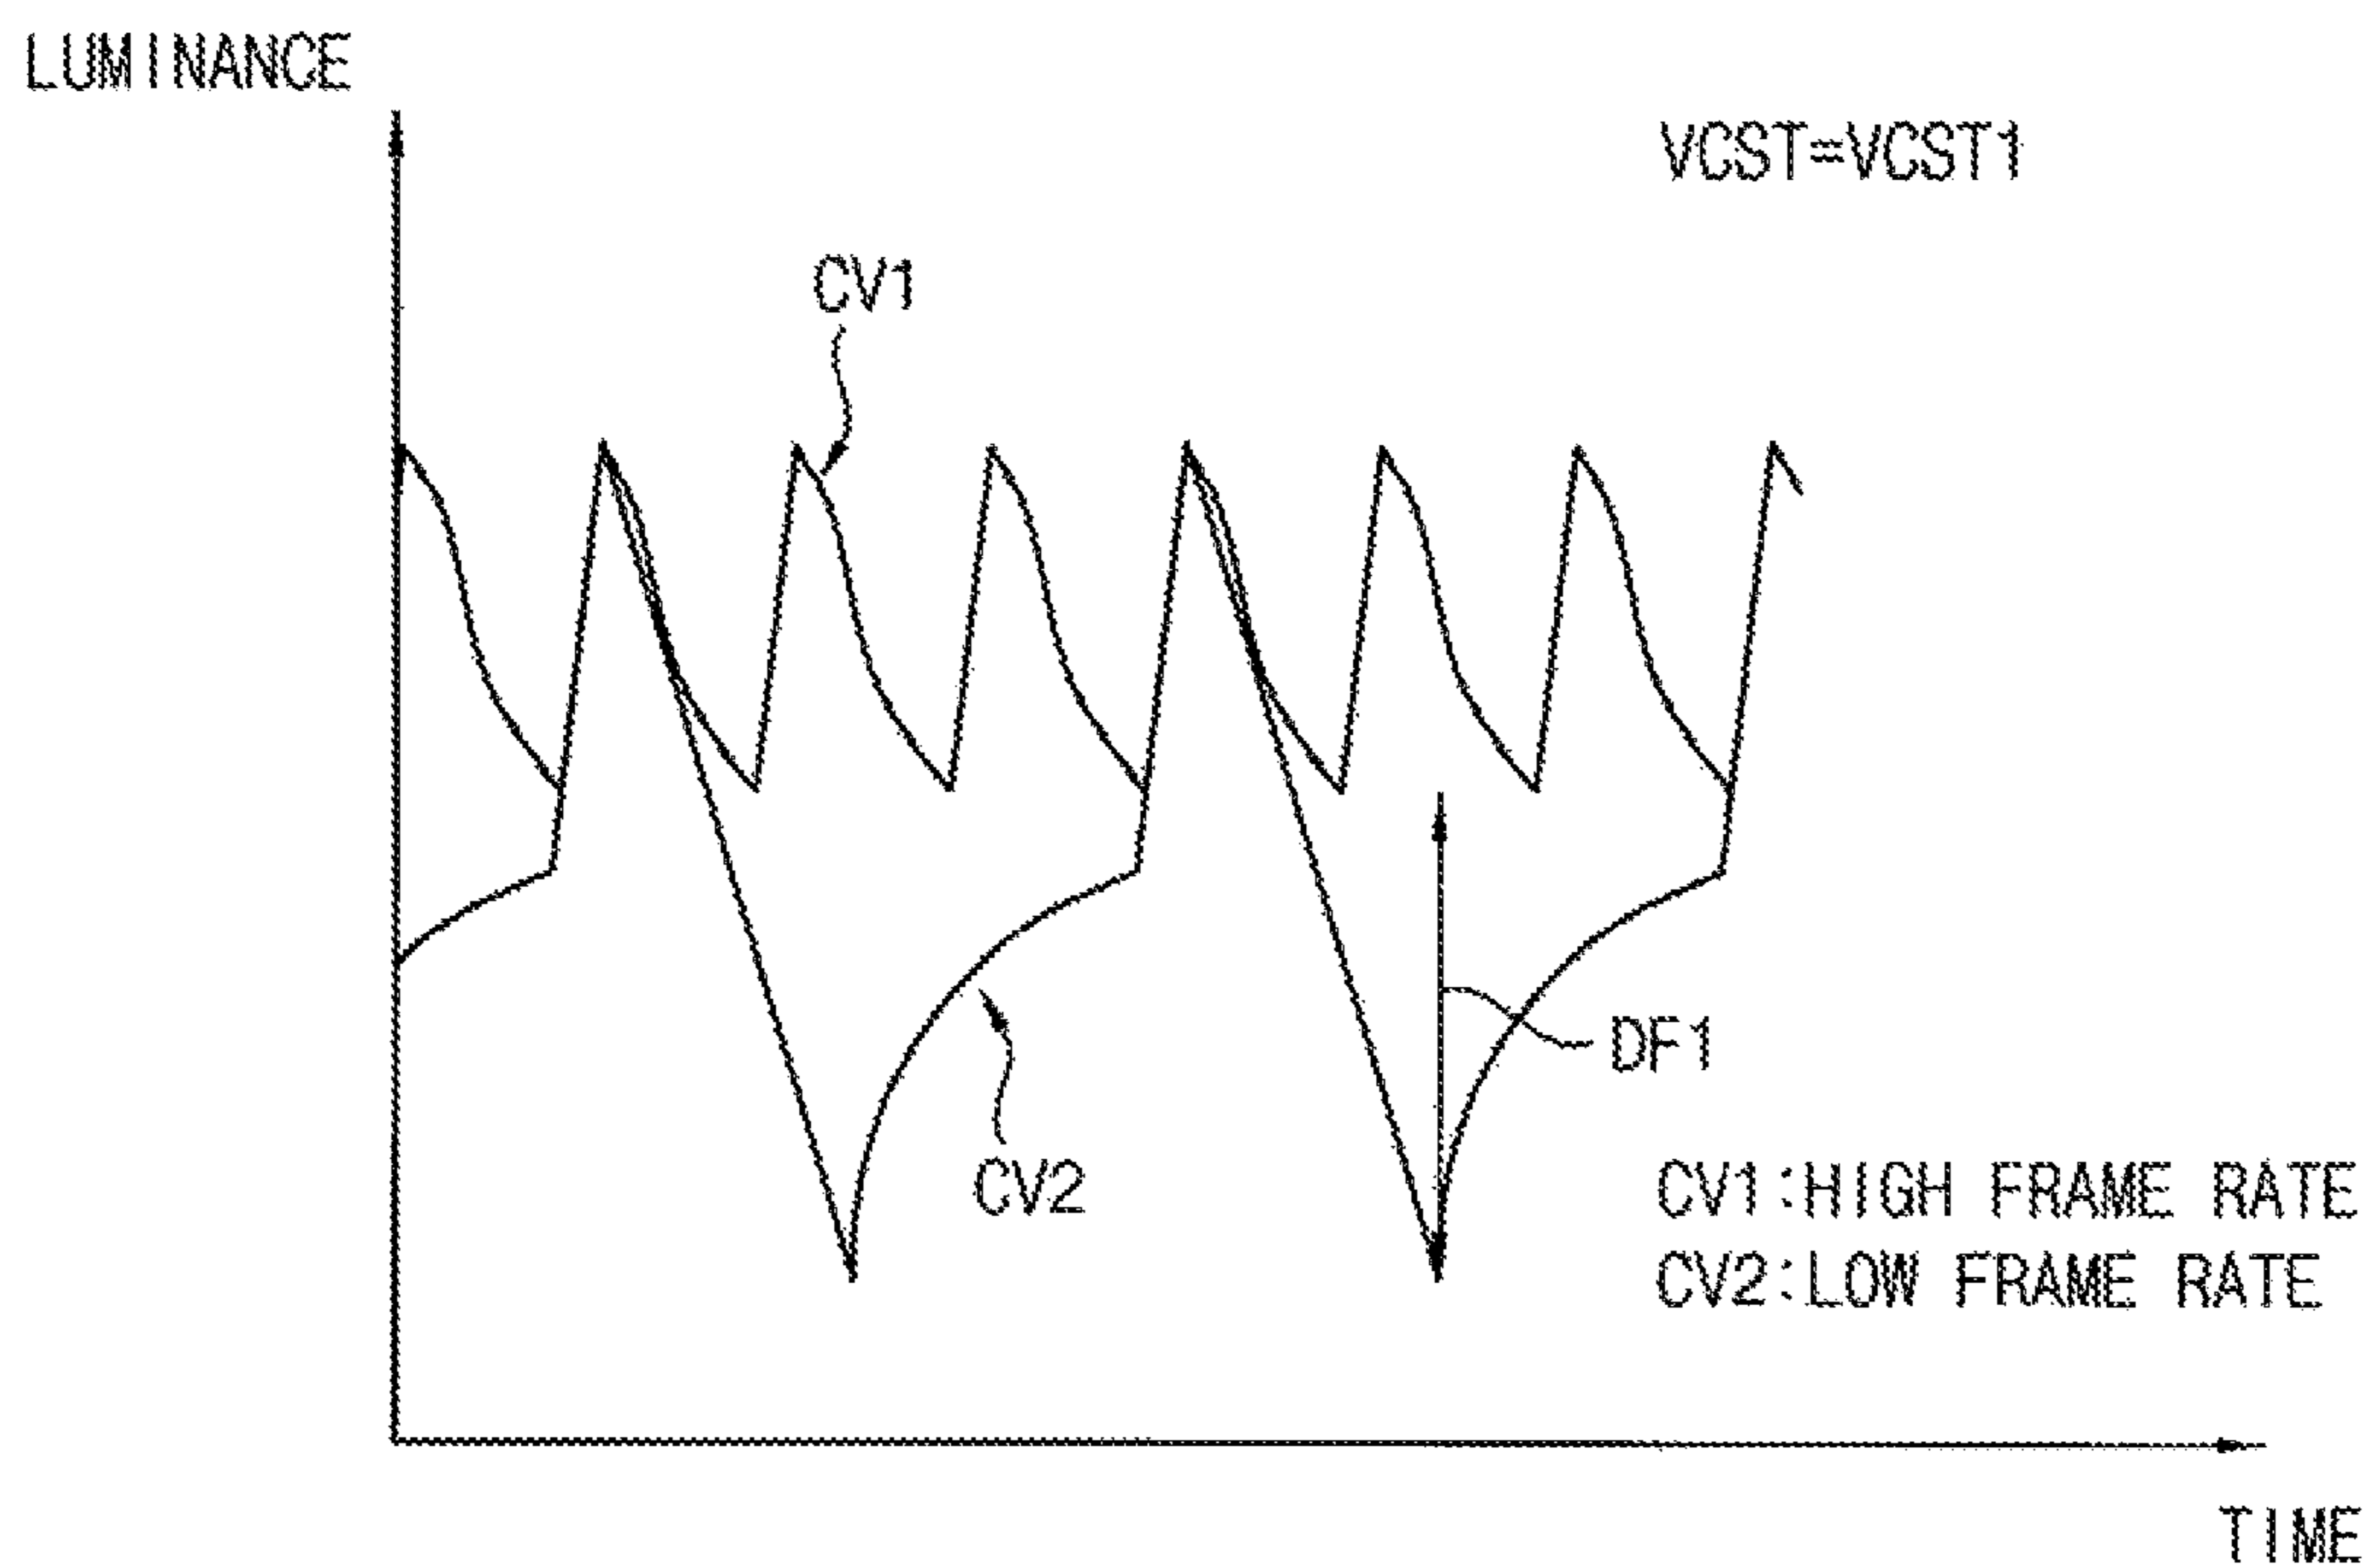 LUMINANCE
VCST=VCST1
CV1
DF1
CV2
CV1:HIGH FRAME RATE
CV2:LOW FRAME RATE
TIME